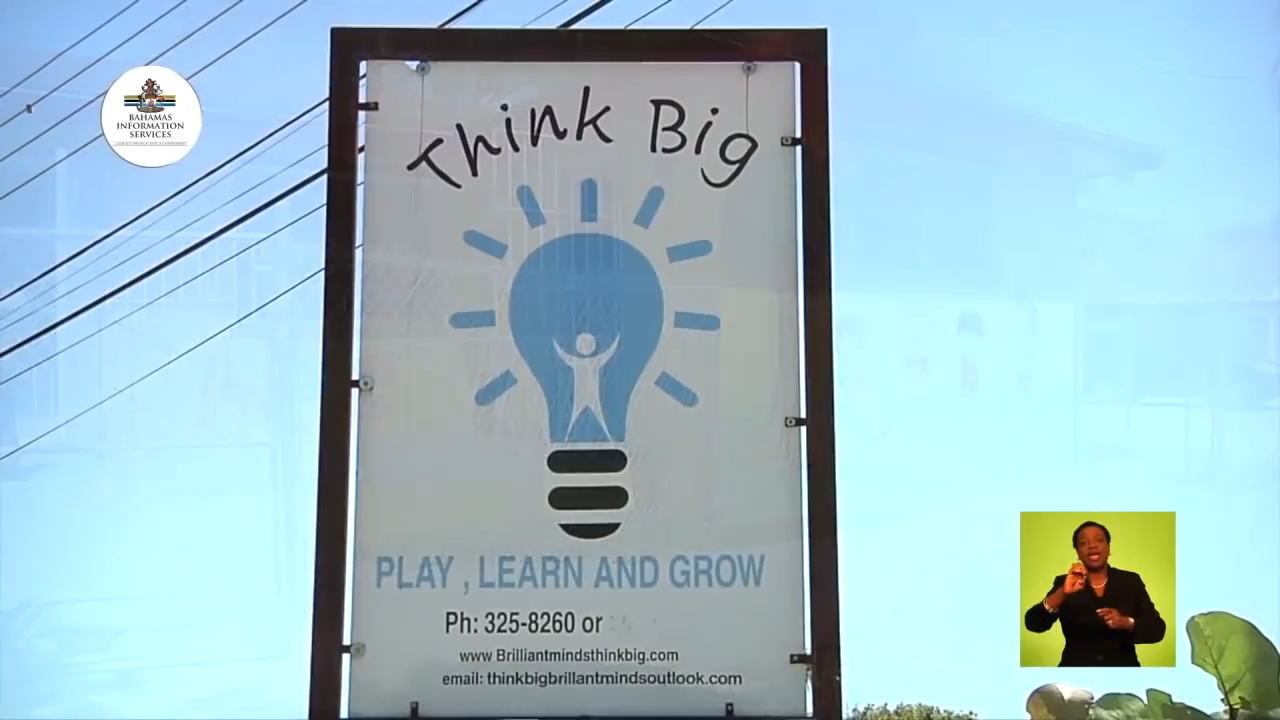 BAHAMAS
INFORMATION
SERVICES
Think Big
PLAY , LEARN AND GROW
Ph: 325-8260 or
www.Brilliantmindsthinkbig.com
email: thinkbigbrillantmindsoutlook.com